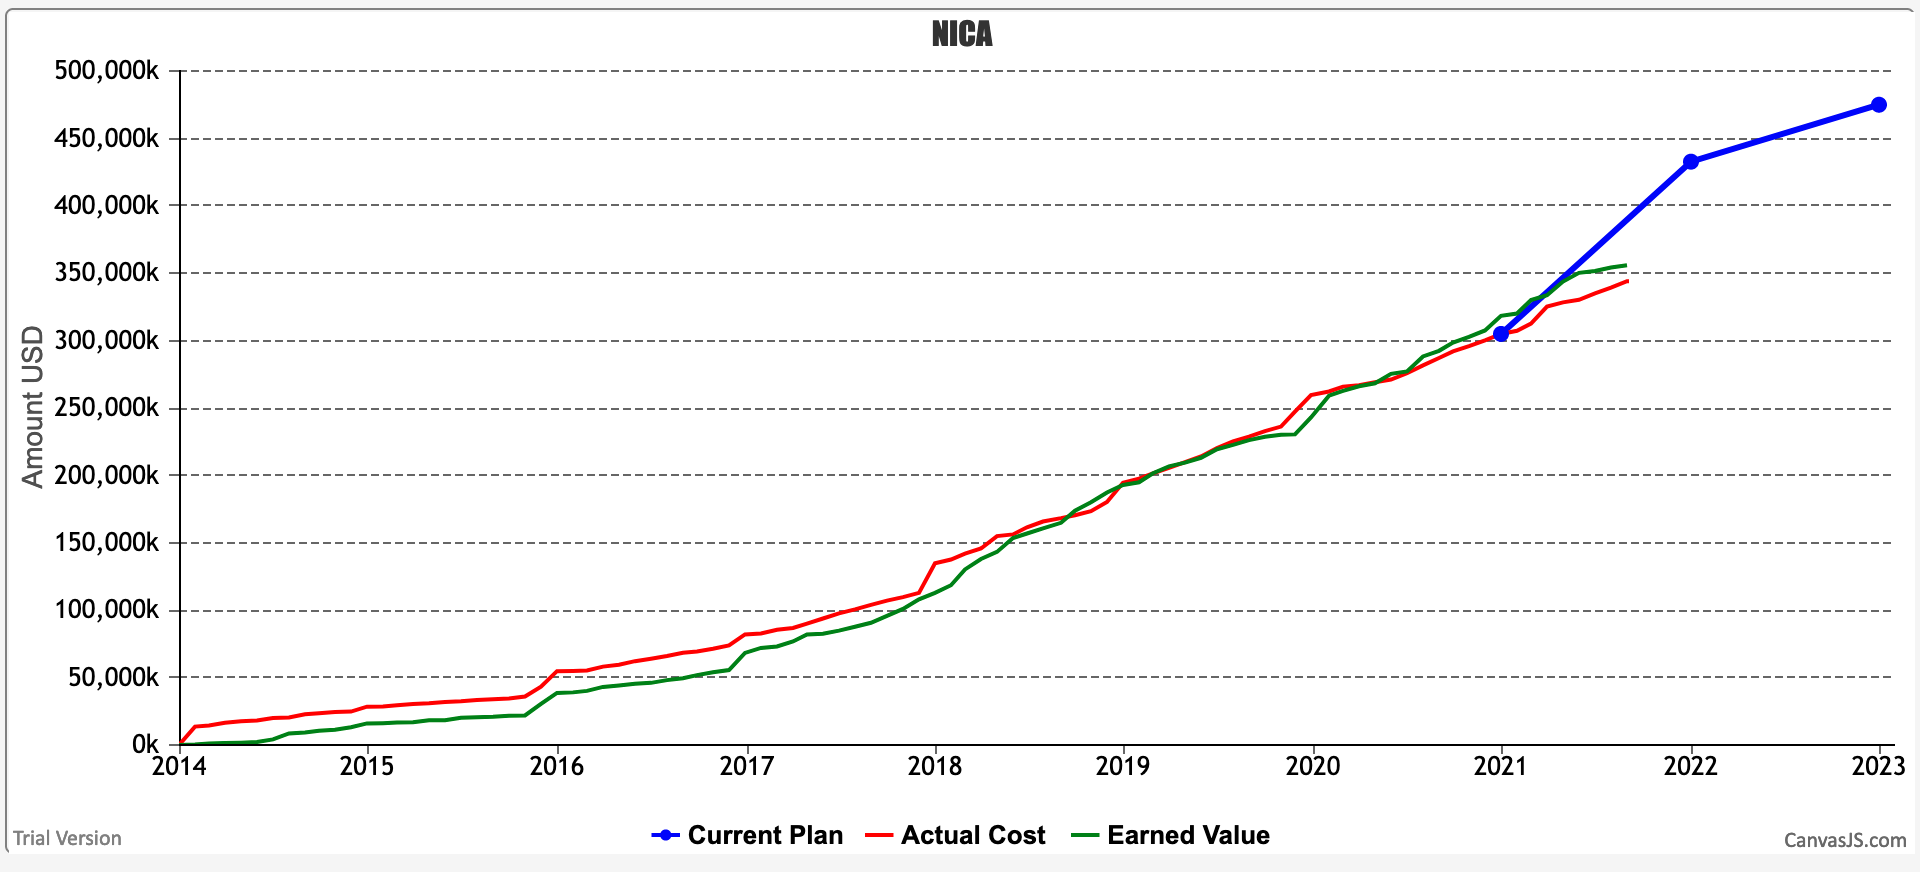 NICA
500,000k
450,000k
400,000k
350,000k
300,000k
250,000k
200,000k
150,000k
100,000k
50,000k
0k
Amount USD
2014 2015 2016 2017 2018 2019 2020 2021 2022 2023
Current Plan Actual Cost Earned Value
Trial Version
CanvasJS.com